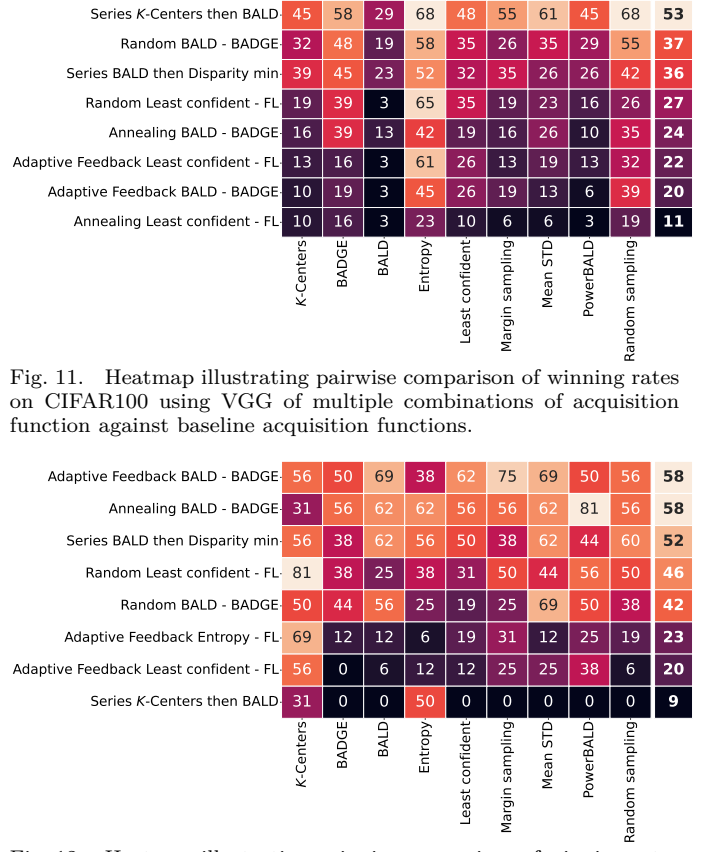 Series K-Centers then BALD 45 58 29 68 48 55 61 45 68 53
Random BALD - BADGE 32 48 19 58 35 26 35 29 55 37
Series BALD then Disparity min 39 45 23 52 32 35 26 26 42 36
Random Least confident - FL 19 39 3 65 35 19 23 16 26 27
Annealing BALD - BADGE 16 39 13 42 19 16 26 10 35 24
Adaptive Feedback Least confident - FL 13 16 3 61 26 13 19 13 32 22
Adaptive Feedback BALD - BADGE 10 19 3 45 26 19 13 6 39 20
Annealing Least confident - FL 10 16 3 23 10 6 6 3 19 11
K-Centers
BADGE
BALD
Entropy
Least confident
Margin sampling
Mean STD
PowerBALD
Random sampling
Fig. 11. Heatmap illustrating pairwise comparison of winning rates
on CIFAR100 using VGG of multiple combinations of acquisition
function against baseline acquisition functions.
Adaptive Feedback BALD - BADGE 56 50 69 38 62 75 69 50 56 58
Annealing BALD - BADGE 31 56 62 62 56 56 62 81 56 58
Series BALD then Disparity min 56 38 62 56 50 38 62 44 60 52
Random Least confident - FL 81 38 25 38 31 50 44 56 50 46
Random BALD - BADGE 50 44 56 25 19 25 69 50 38 42
Adaptive Feedback Entropy - FL 69 12 12 6 19 31 12 25 19 23
Adaptive Feedback Least confident - FL 56 0 6 12 12 25 25 38 6 20
Series K-Centers then BALD 31 0 0 50 0 0 0 0 0 9
K-Centers
BADGE
BALD
Entropy
Least confident
Margin sampling
Mean STD
PowerBALD
Random sampling